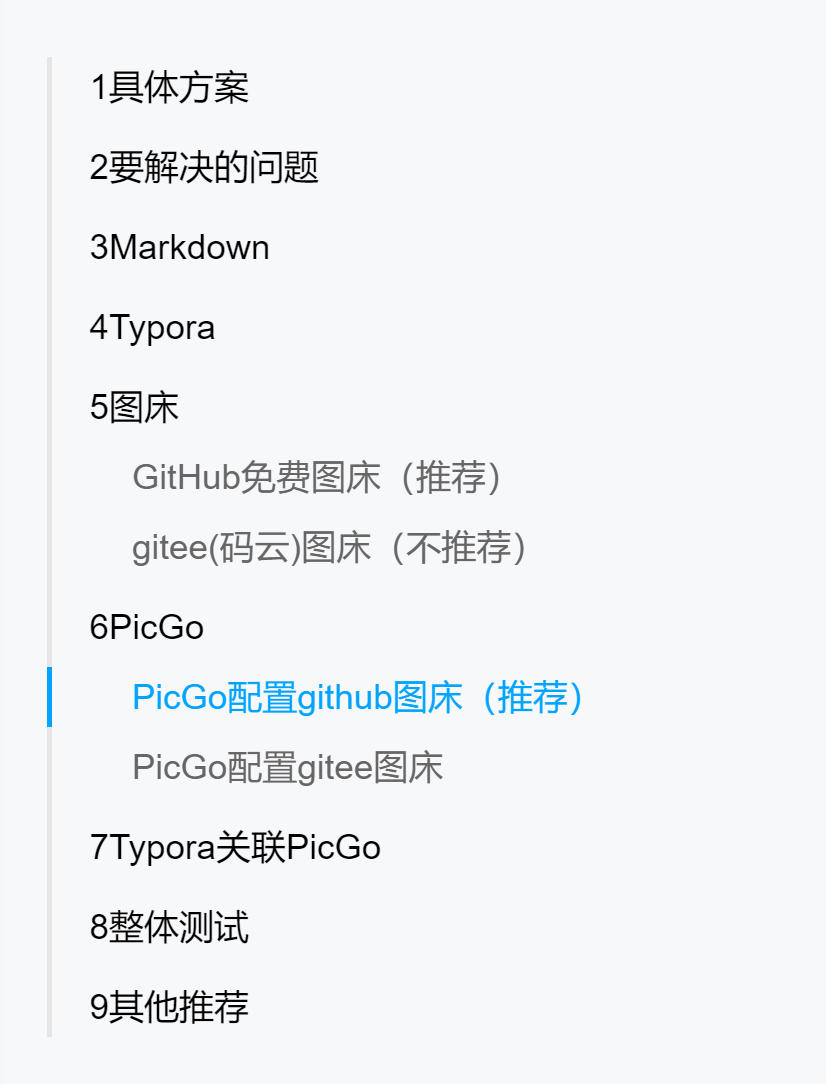 1具体方案
2要解决的问题
3Markdown
4Typora
5图床
GitHub免费图床（推荐）
gitee(码云)图床（不推荐）
6PicGo
PicGo配置github图床（推荐）
PicGo配置gitee图床
7Typora关联PicGo
8整体测试
9其他推荐